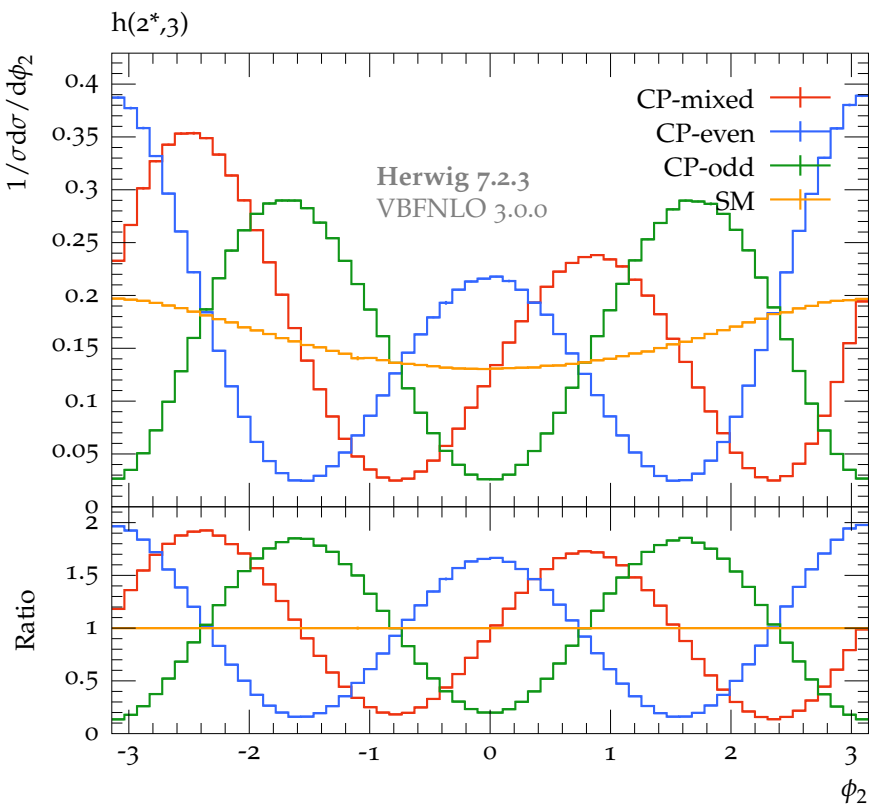 h(2*,3)
1/σdσ/dϕ₂
0.4
0.35
0.3
0.25
0.2
0.15
0.1
0.05
0
CP-mixed
CP-even
CP-odd
SM
Herwig 7.2.3
VBFNLO 3.0.0
Ratio
2
1.5
1
0.5
0
-3 -2 -1 0 1 2 3
ϕ₂